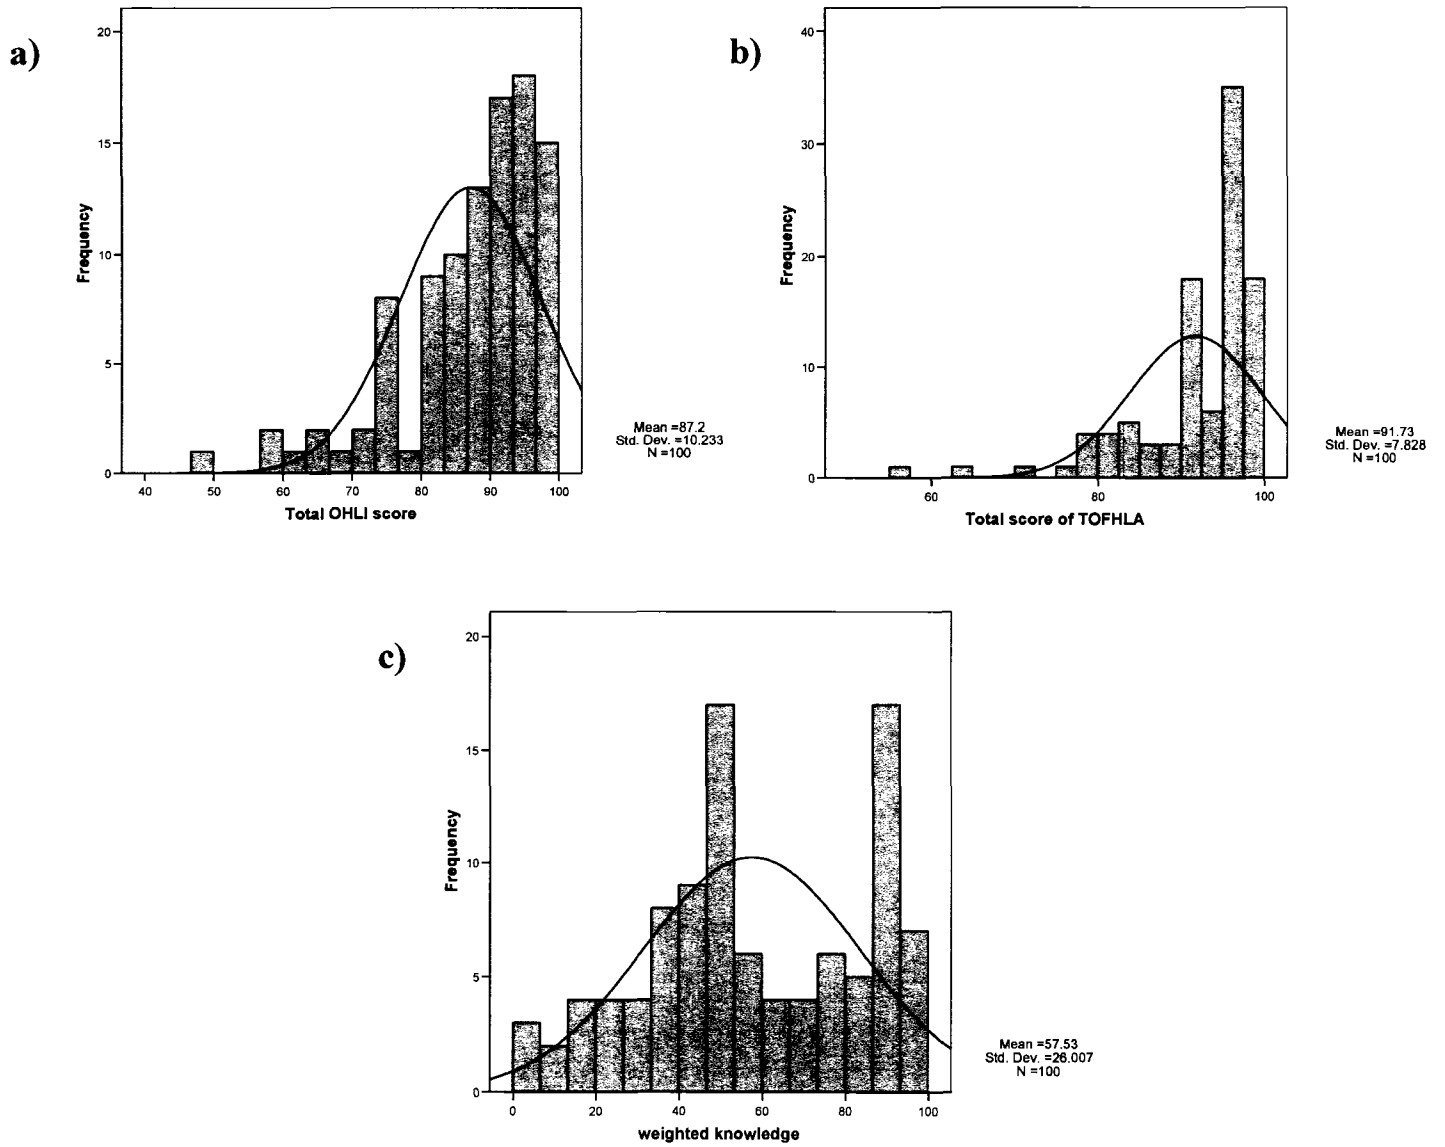 a)
20
15
10
5
0
Frequency
40 50 60 70 80 90 100
Total OHLI score
Mean =87.2
Std. Dev. =10.233
N =100
b)
40
30
20
10
0
Frequency
60 80 100
Total score of TOFHLA
Mean =91.73
Std. Dev. =7.828
N =100
c)
20
15
10
5
0
Frequency
0 20 40 60 80 100
weighted knowledge
Mean =57.53
Std. Dev. =26.007
N =100